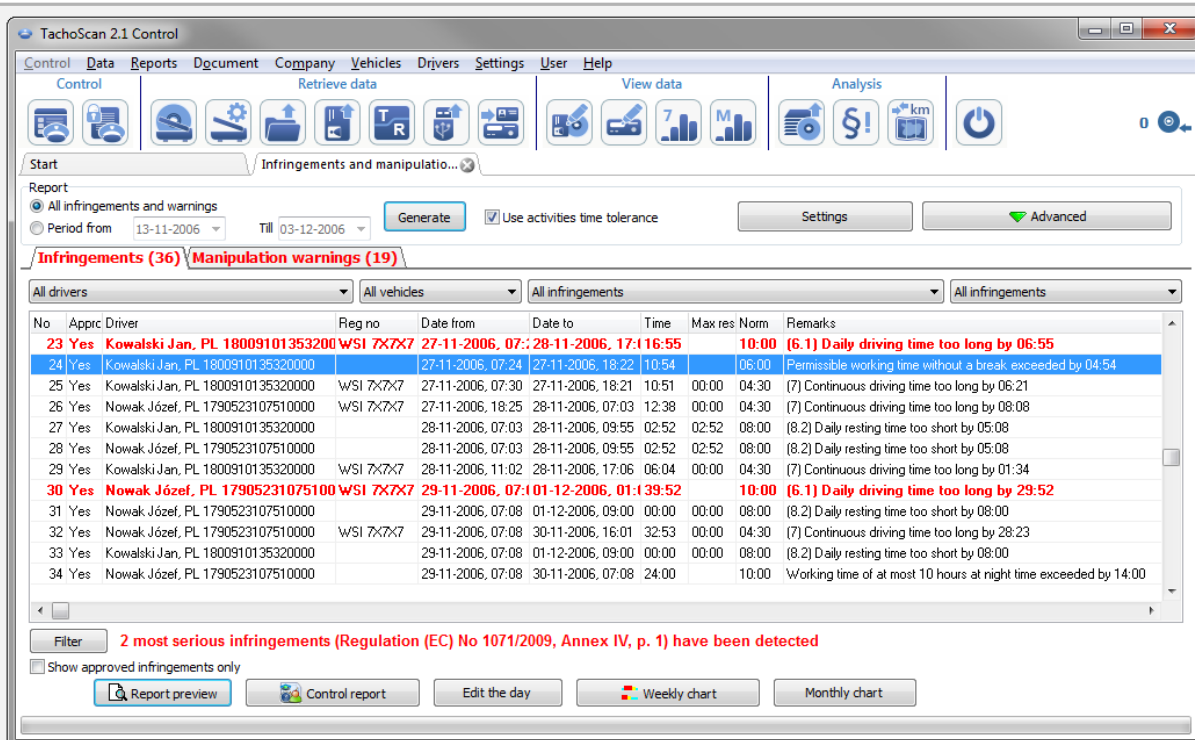 TachoScan 2.1 Control
Control Data Reports Document Company Vehicles Drivers Settings User Help
Control Retrieve data View data Analysis
T R 7 M §! km 0
Start Infringements and manipulatio...
Report
All infringements and warnings
Period from 13-11-2006 Till 03-12-2006 Generate Use activities time tolerance Settings Advanced
Infringements (36) Manipulation warnings (19)
All drivers All vehicles All infringements All infringements
No Apprc Driver Reg no Date from Date to Time Max res Norm Remarks
23 Yes Kowalski Jan, PL 18009101353200 WSI 7X7X7 27-11-2006, 07:: 28-11-2006, 17:( 16:55 10:00 (6.1) Daily driving time too long by 06:55
24 Yes Kowalski Jan, PL 1800910135320000 27-11-2006, 07:24 27-11-2006, 18:22 10:54 06:00 Permissible working time without a break exceeded by 04:54
25 Yes Kowalski Jan, PL 1800910135320000 WSI 7X7X7 27-11-2006, 07:30 27-11-2006, 18:21 10:51 00:00 04:30 (7) Continuous driving time too long by 06:21
26 Yes Nowak Józef, PL 1790523107510000 WSI 7X7X7 27-11-2006, 18:25 28-11-2006, 07:03 12:38 00:00 04:30 (7) Continuous driving time too long by 08:08
27 Yes Kowalski Jan, PL 1800910135320000 28-11-2006, 07:03 28-11-2006, 09:55 02:52 02:52 08:00 (8.2) Daily resting time too short by 05:08
28 Yes Nowak Józef, PL 1790523107510000 28-11-2006, 07:03 28-11-2006, 09:55 02:52 02:52 08:00 (8.2) Daily resting time too short by 05:08
29 Yes Kowalski Jan, PL 1800910135320000 WSI 7X7X7 28-11-2006, 11:02 28-11-2006, 17:06 06:04 00:00 04:30 (7) Continuous driving time too long by 01:34
30 Yes Nowak Józef, PL 17905231075100 WSI 7X7X7 29-11-2006, 07:( 01-12-2006, 01:( 39:52 10:00 (6.1) Daily driving time too long by 29:52
31 Yes Nowak Józef, PL 1790523107510000 29-11-2006, 07:08 01-12-2006, 09:00 00:00 00:00 08:00 (8.2) Daily resting time too short by 08:00
32 Yes Nowak Józef, PL 1790523107510000 WSI 7X7X7 29-11-2006, 07:08 30-11-2006, 16:01 32:53 00:00 04:30 (7) Continuous driving time too long by 28:23
33 Yes Kowalski Jan, PL 1800910135320000 29-11-2006, 07:08 01-12-2006, 09:00 00:00 00:00 08:00 (8.2) Daily resting time too short by 08:00
34 Yes Nowak Józef, PL 1790523107510000 29-11-2006, 07:08 30-11-2006, 07:08 24:00 10:00 Working time of at most 10 hours at night time exceeded by 14:00
Filter 2 most serious infringements (Regulation (EC) No 1071/2009, Annex IV, p. 1) have been detected
Show approved infringements only
Report preview Control report Edit the day Weekly chart Monthly chart